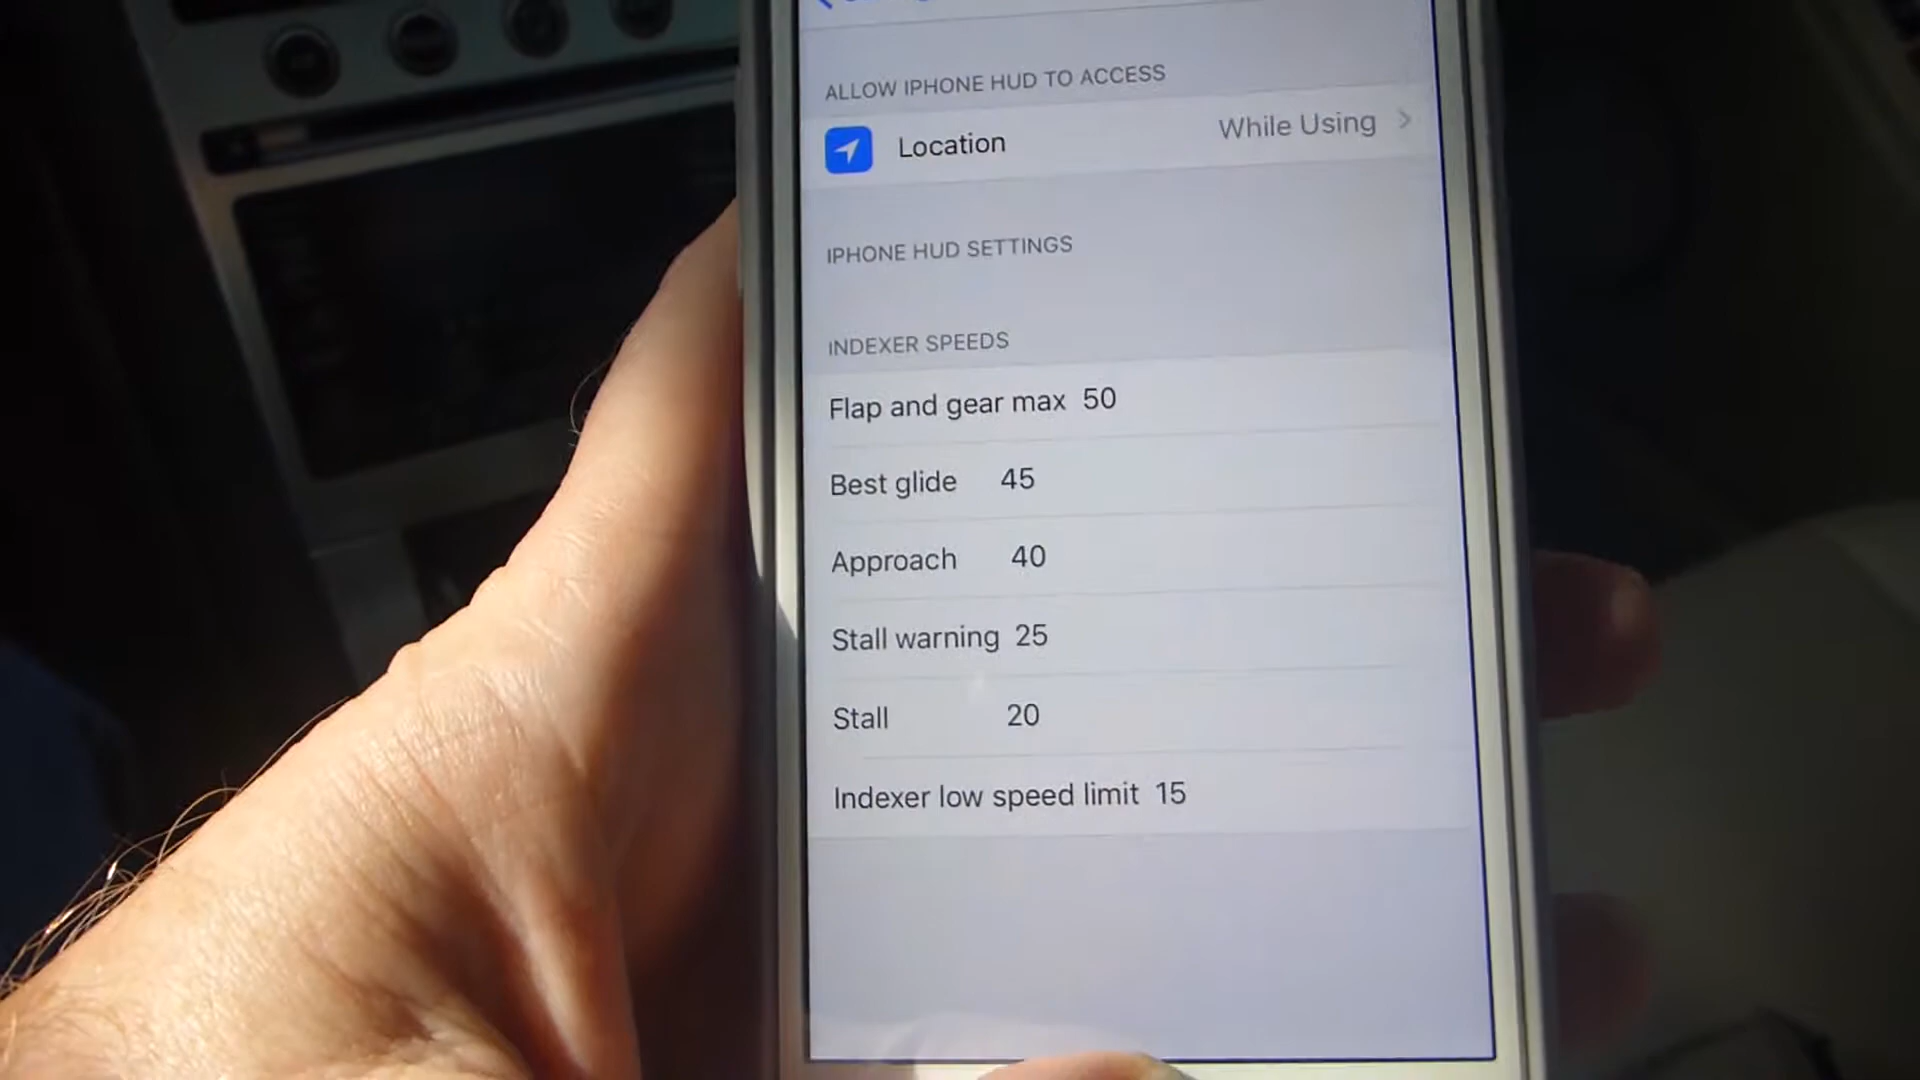 ALLOW IPHONE HUD TO ACCESS
Location While Using
IPHONE HUD SETTINGS
INDEXER SPEEDS
Flap and gear max 50
Best glide 45
Approach 40
Stall warning 25
Stall 20
Indexer low speed limit 15